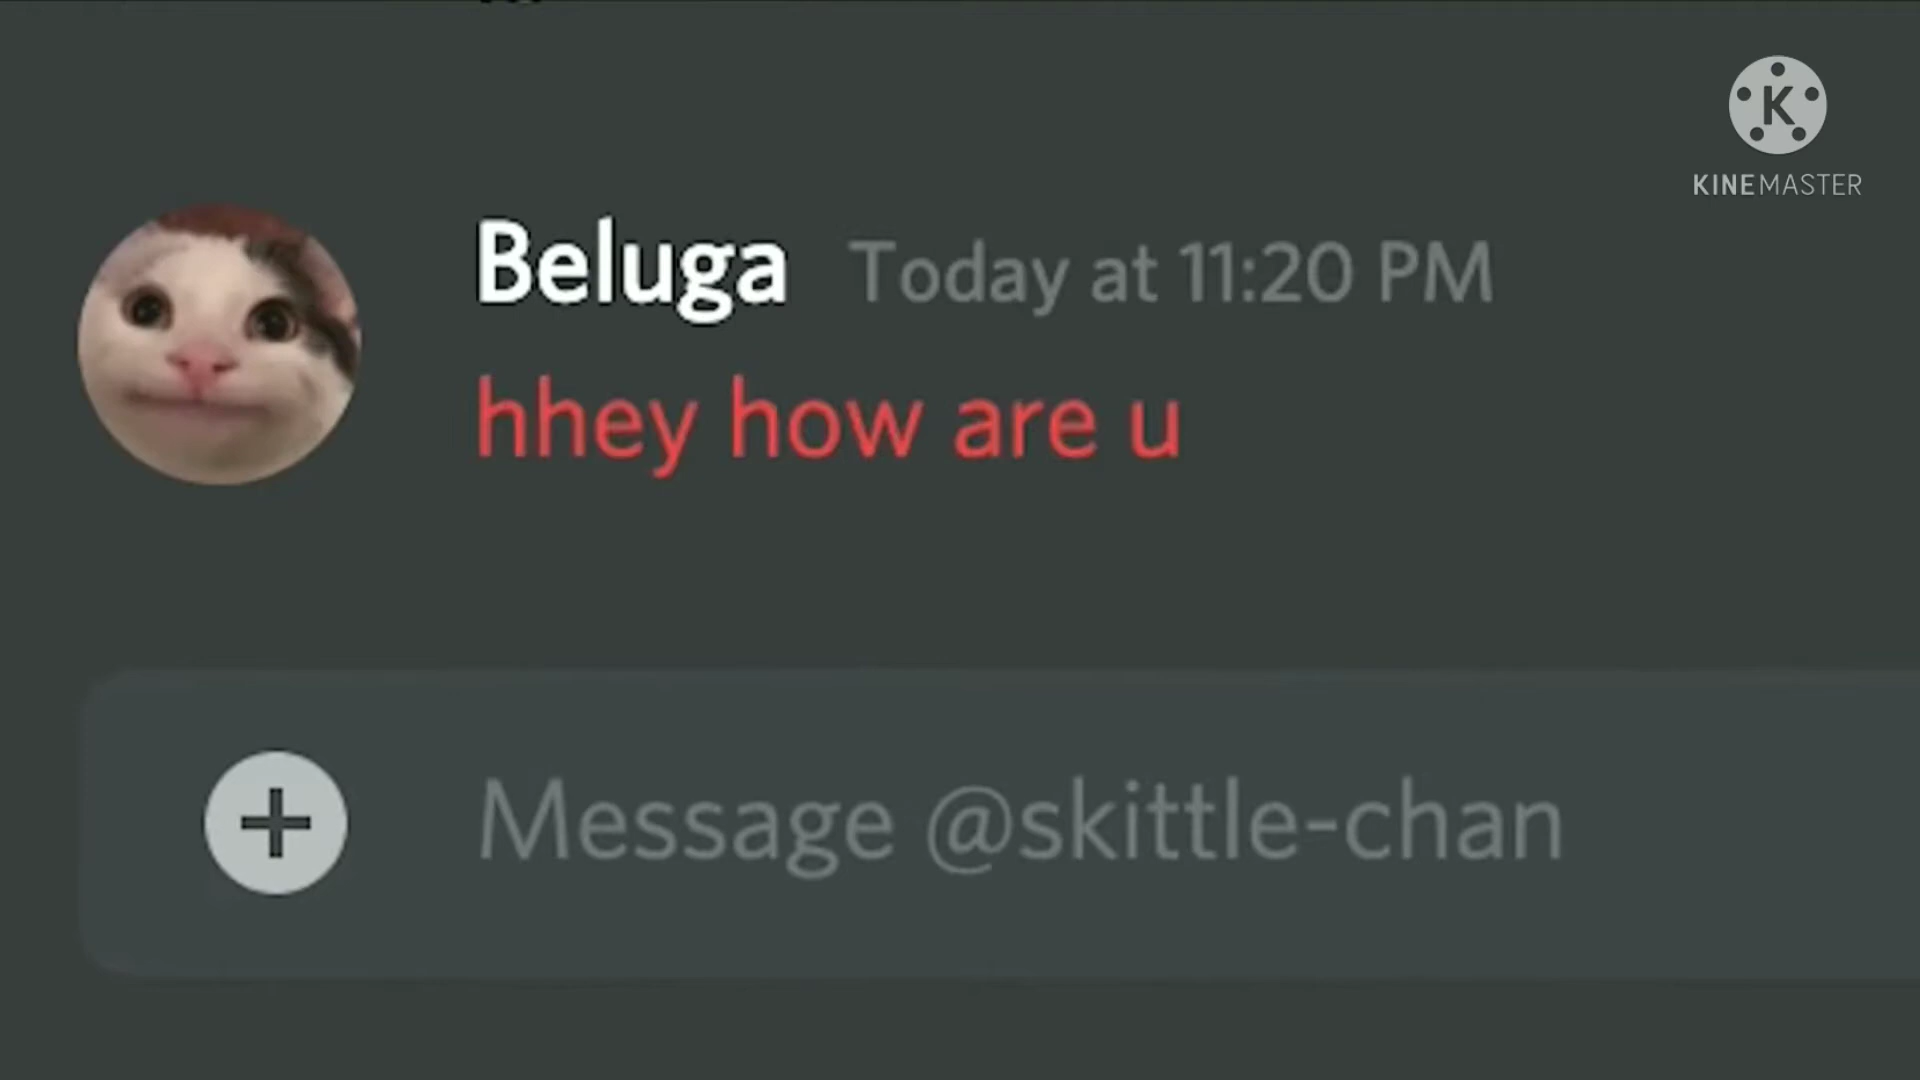 K
KINEMASTER
Beluga Today at 11:20 PM
hhey how are u
Message @skittle-chan